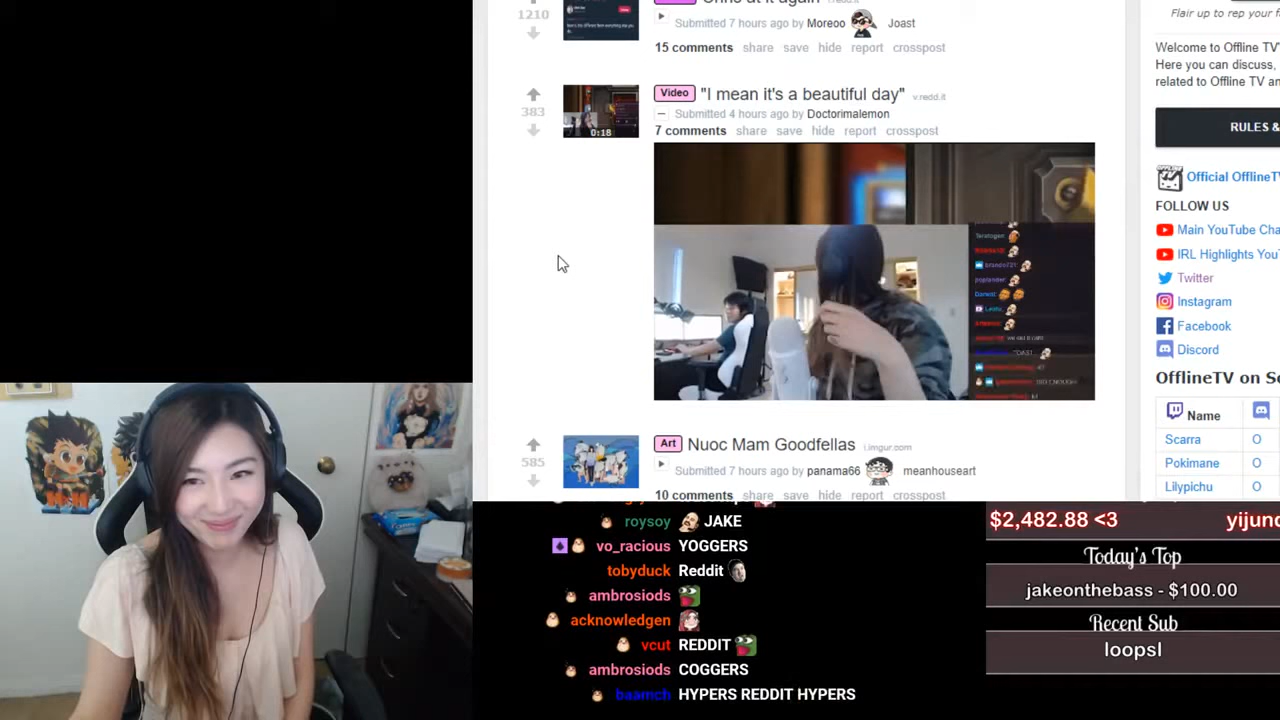 1210
Submitted 7 hours ago by Moreoo Joast
15 comments share save hide report crosspost
Video "I mean it's a beautiful day" v.redd.it
383
Submitted 4 hours ago by Doctorimalemon
0:18
7 comments share save hide report crosspost
Art Nuoc Mam Goodfellas i.imgur.com
585
Submitted 7 hours ago by panama66 meanhouseart
10 comments share save hide report crosspost
Flair up to rep your f
Welcome to Offline TV'
Here you can discuss,
related to Offline TV an
RULES &
Official OfflineTV
FOLLOW US
Main YouTube Cha
IRL Highlights You
Twitter
Instagram
Facebook
Discord
OfflineTV on So
Name
Scarra O
Pokimane O
Lilypichu O
roysoy JAKE
vo_racious YOGGERS
tobyduck Reddit
ambrosiods
acknowledgen
vcut REDDIT
ambrosiods COGGERS
baamch HYPERS REDDIT HYPERS
$2,482.88 <3 yijund
Today's Top
jakeonthebass - $100.00
Recent Sub
loopsl